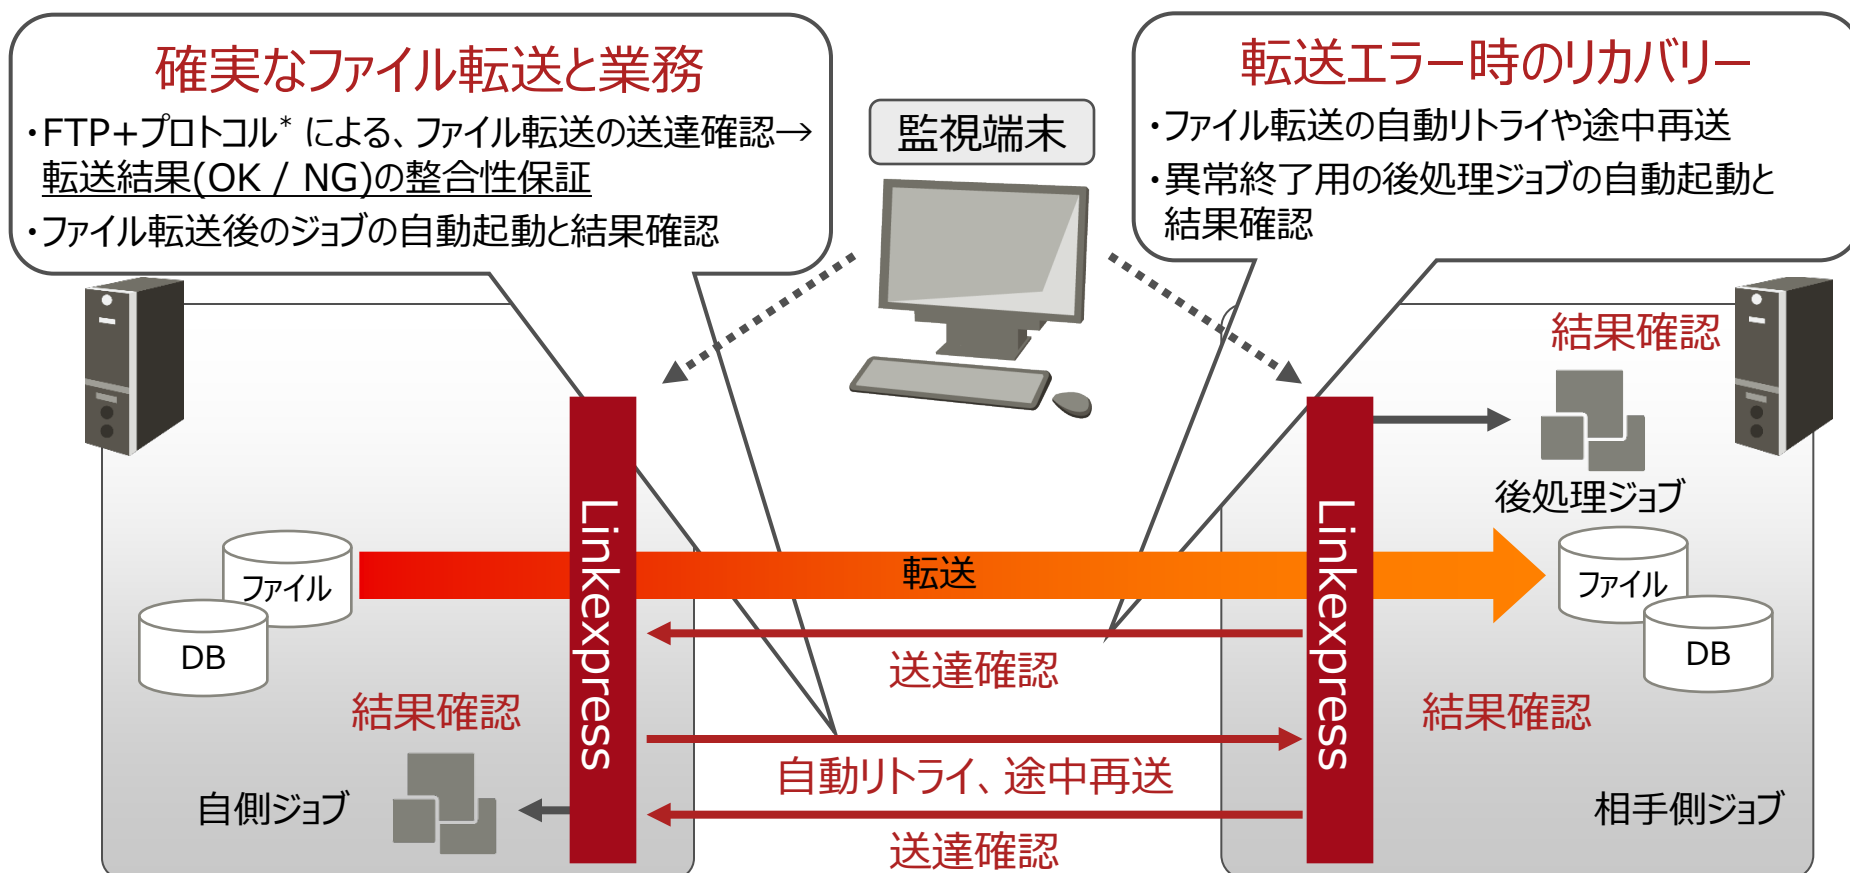 確実なファイル転送と業務
・FTP+プロトコル* による、ファイル転送の送達確認→
転送結果(OK / NG)の整合性保証
・ファイル転送後のジョブの自動起動と結果確認
監視端末
転送エラー時のリカバリー
・ファイル転送の自動リトライや途中再送
・異常終了用の後処理ジョブの自動起動と
結果確認
結果確認
後処理ジョブ
Linkexpress
Linkexpress
ファイル
DB
転送
ファイル
DB
送達確認
結果確認
結果確認
自動リトライ、途中再送
自側ジョブ
相手側ジョブ
送達確認